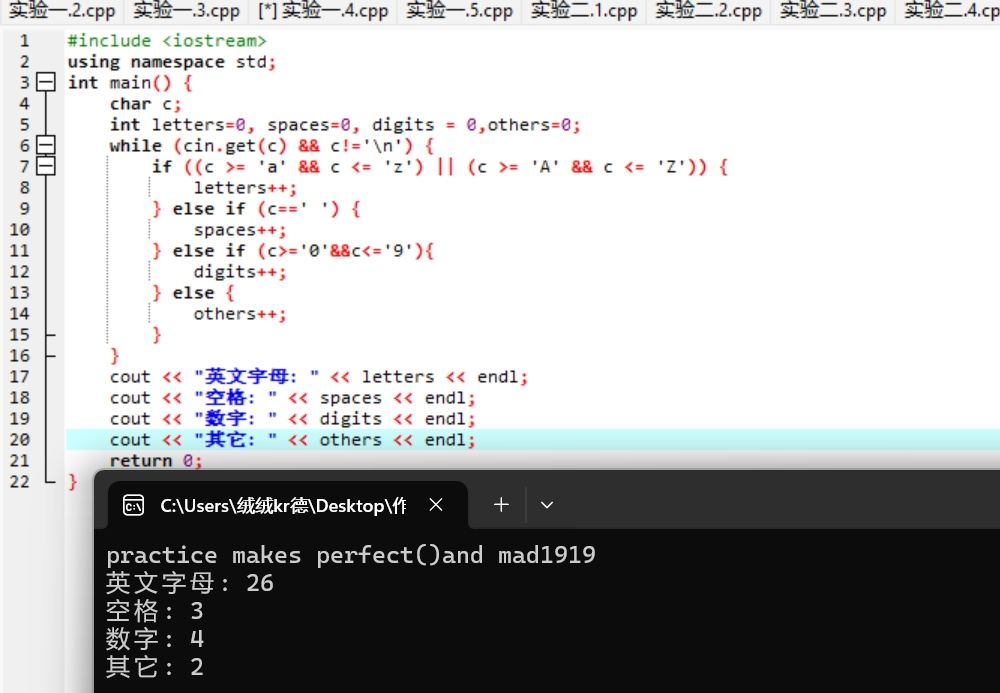 实验一.2.cpp 实验一.3.cpp [*] 实验一.4.cpp 实验一.5.cpp 实验二.1.cpp 实验二.2.cpp 实验二.3.cpp 实验二.4.cp
1 #include <iostream>
2 using namespace std;
3 int main() {
4 char c;
5 int letters=0, spaces=0, digits = 0,others=0;
6 while (cin.get(c) && c!='\n') {
7 if ((c >= 'a' && c <= 'z') || (c >= 'A' && c <= 'Z')) {
8 letters++;
9 } else if (c==' ') {
10 spaces++;
11 } else if (c>='0'&&c<='9'){
12 digits++;
13 } else {
14 others++;
15 }
16 }
17 cout << "英文字母: " << letters << endl;
18 cout << "空格: " << spaces << endl;
19 cout << "数字: " << digits << endl;
20 cout << "其它: " << others << endl;
21 return 0;
22 }
C:\Users\绒绒kr德\Desktop\作
practice makes perfect()and mad1919
英文字母: 26
空格: 3
数字: 4
其它: 2